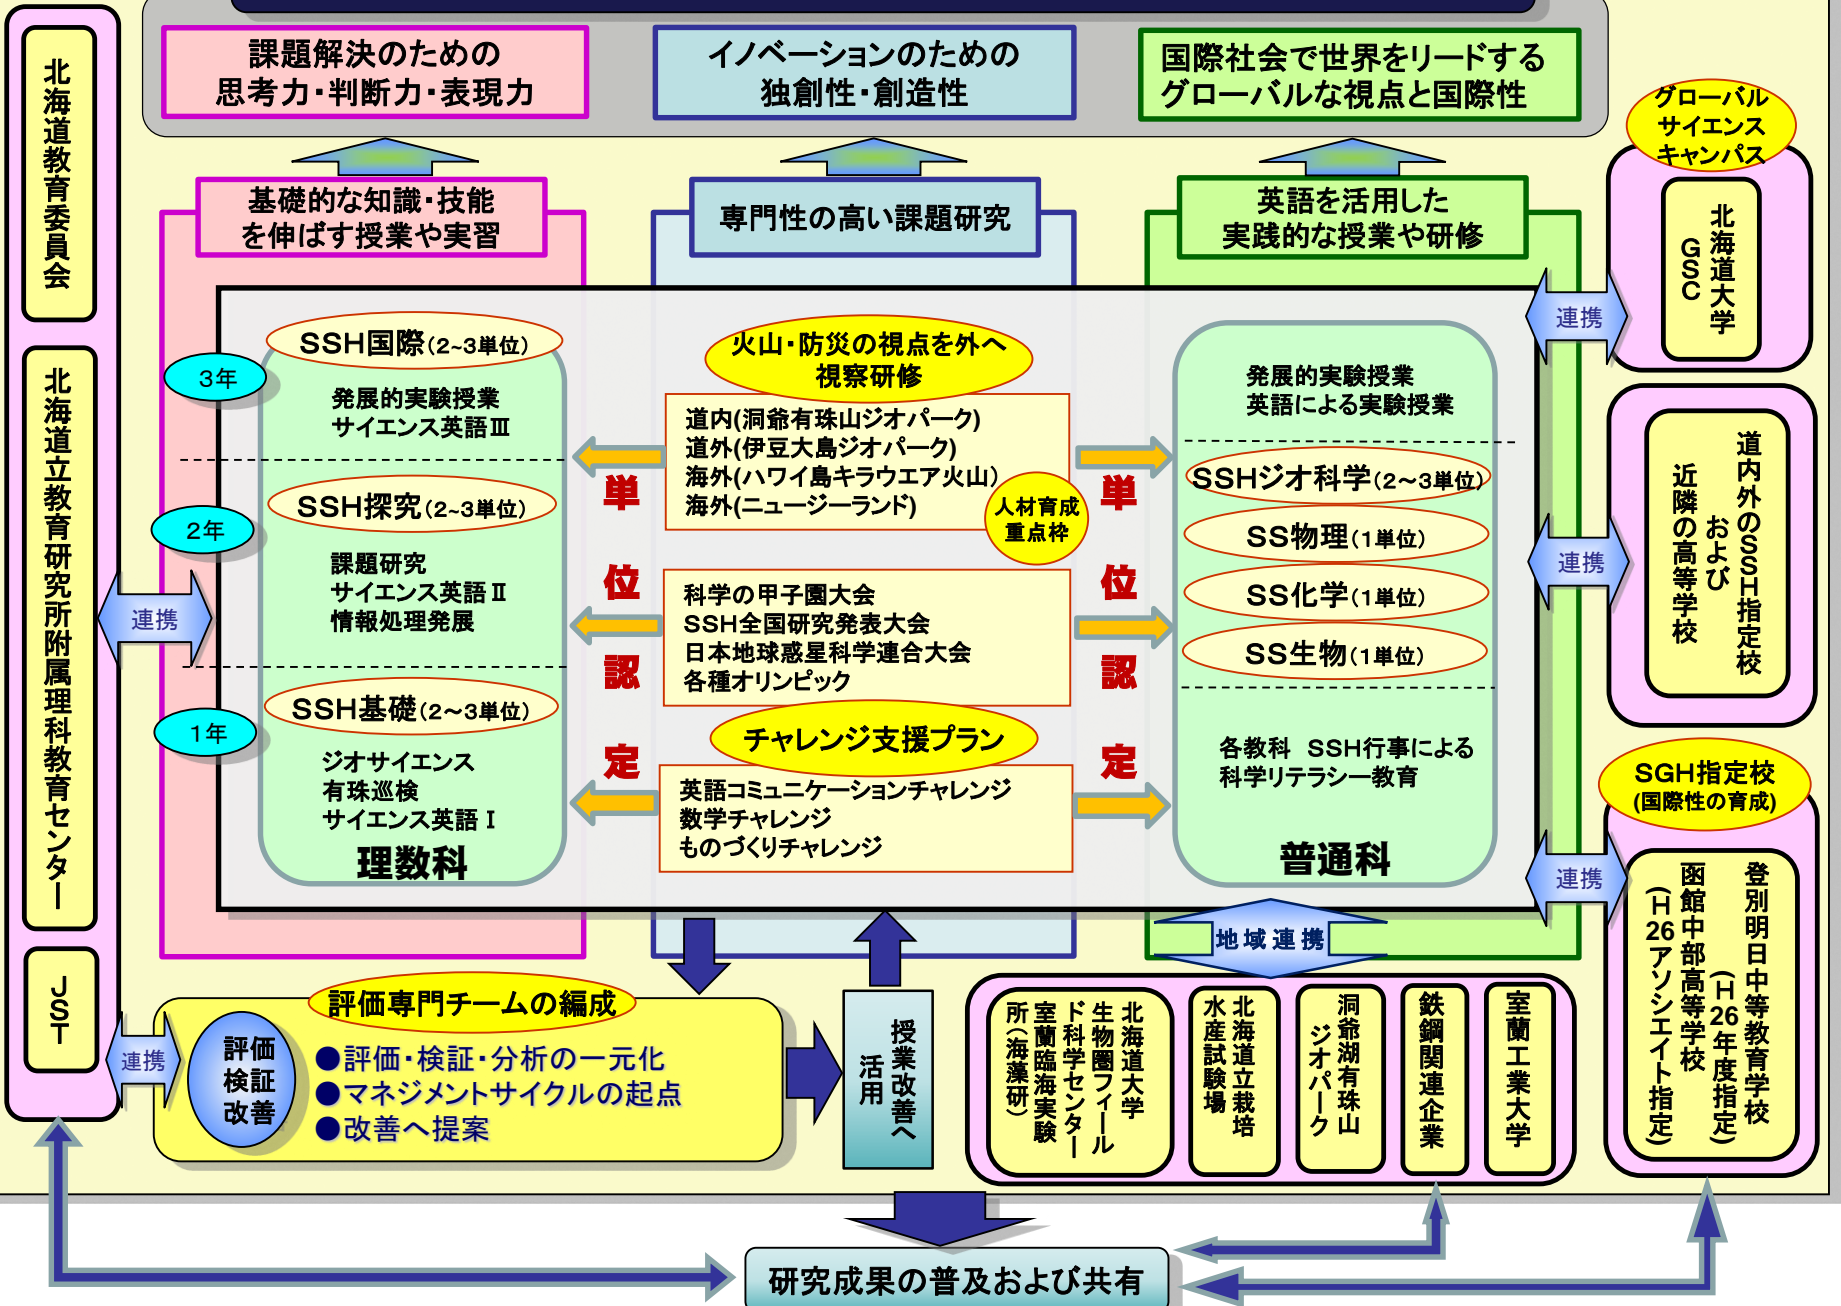 課題解決のための
思考力・判断力・表現力
イノベーションのための
独創性・創造性
国際社会で世界をリードする
グローバルな視点と国際性
基礎的な知識・技能
を伸ばす授業や実習
専門性の高い課題研究
英語を活用した
実践的な授業や研修
北海道教育委員会
北海道立教育研究所附属理科教育センター
JST
連携
連携
3年
2年
1年
SSH国際(2~3単位)
発展的実験授業
サイエンス英語Ⅲ
SSH探究(2~3単位)
課題研究
サイエンス英語Ⅱ
情報処理発展
SSH基礎(2～3単位)
ジオサイエンス
有珠巡検
サイエンス英語Ⅰ
理数科
単位認定
火山・防災の視点を外へ
視察研修
道内(洞爺有珠山ジオパーク)
道外(伊豆大島ジオパーク)
海外(ハワイ島キラウエア火山)
海外(ニュージーランド)
人材育成
重点枠
科学の甲子園大会
SSH全国研究発表大会
日本地球惑星科学連合大会
各種オリンピック
チャレンジ支援プラン
英語コミュニケーションチャレンジ
数学チャレンジ
ものづくりチャレンジ
単位認定
発展的実験授業
英語による実験授業
SSHジオ科学(2～3単位)
SS物理(1単位)
SS化学(1単位)
SS生物(1単位)
各教科 SSH行事による
科学リテラシー教育
普通科
グローバル
サイエンス
キャンパス
北海道大学
GSC
連携
道内外のSSH指定校
および
近隣の高等学校
連携
SGH指定校
(国際性の育成)
登別明日中等教育学校
(H26年度指定)
函館中部高等学校
(H26アソシエイト指定)
連携
地域連携
評価専門チームの編成
評価
検証
改善
●評価・検証・分析の一元化
●マネジメントサイクルの起点
●改善へ提案
授業改善へ
活用
北海道大学
生物圏フィール
ド科学センター
室蘭臨海実験
所(海藻研)
北海道立栽培
水産試験場
洞爺湖有珠山
ジオパーク
鉄鋼関連企業
室蘭工業大学
研究成果の普及および共有